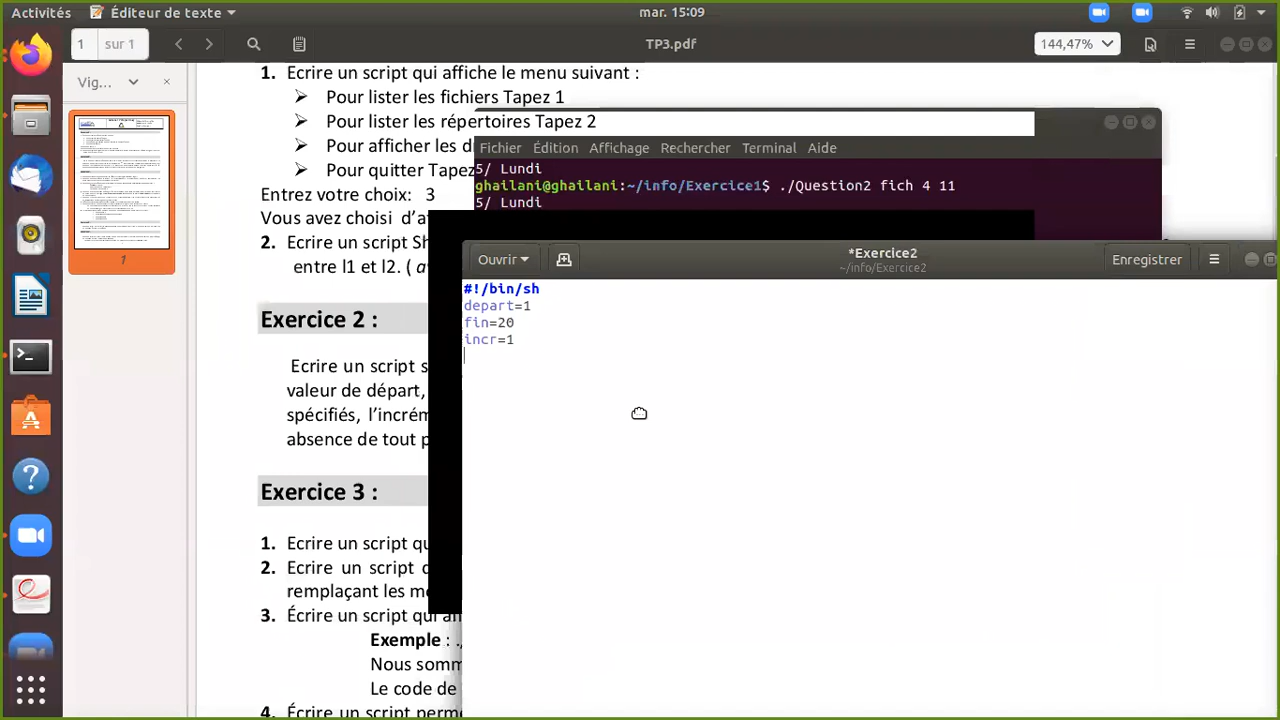 Activités Éditeur de texte mar. 15:09
1 sur 1 TP3.pdf 144,47%
Vig...
1
1. Ecrire un script qui affiche le menu suivant :
➢ Pour lister les fichiers Tapez 1
➢ Pour lister les répertoires Tapez 2
➢ Pour afficher les d
➢ Pour quitter Tapez
Entrez votre choix: 3
Vous avez choisi d'af
2. Ecrire un script Sh
entre l1 et l2. ( a
Exercice 2 :
Ecrire un script s
valeur de départ,
spécifiés, l'incrém
absence de tout p
Exercice 3 :
1. Ecrire un script qu
2. Ecrire un script d
remplaçant les m
3. Écrire un script qui
Exemple : ./
Nous somm
Le code de
4. Écrire un script perme
Fichier Edition Affichage Rechercher Terminal Aide
5/ Lundi
ghailani@ghailani:~/info/Exercice1$ ./Question2 fich 4 11
5/ Lundi
Ouvrir *Exercice2 Enregistrer
~/info/Exercice2
#!/bin/sh
depart=1
fin=20
incr=1